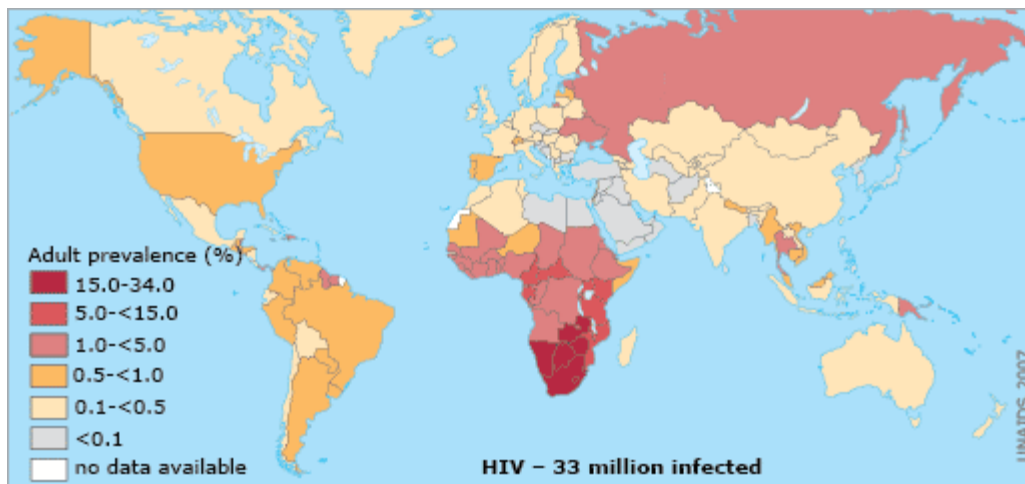 Adult prevalence (%)
15.0-34.0
5.0-<15.0
1.0-<5.0
0.5-<1.0
0.1-<0.5
<0.1
no data available
HIV – 33 million infected
UNAIDS 2007